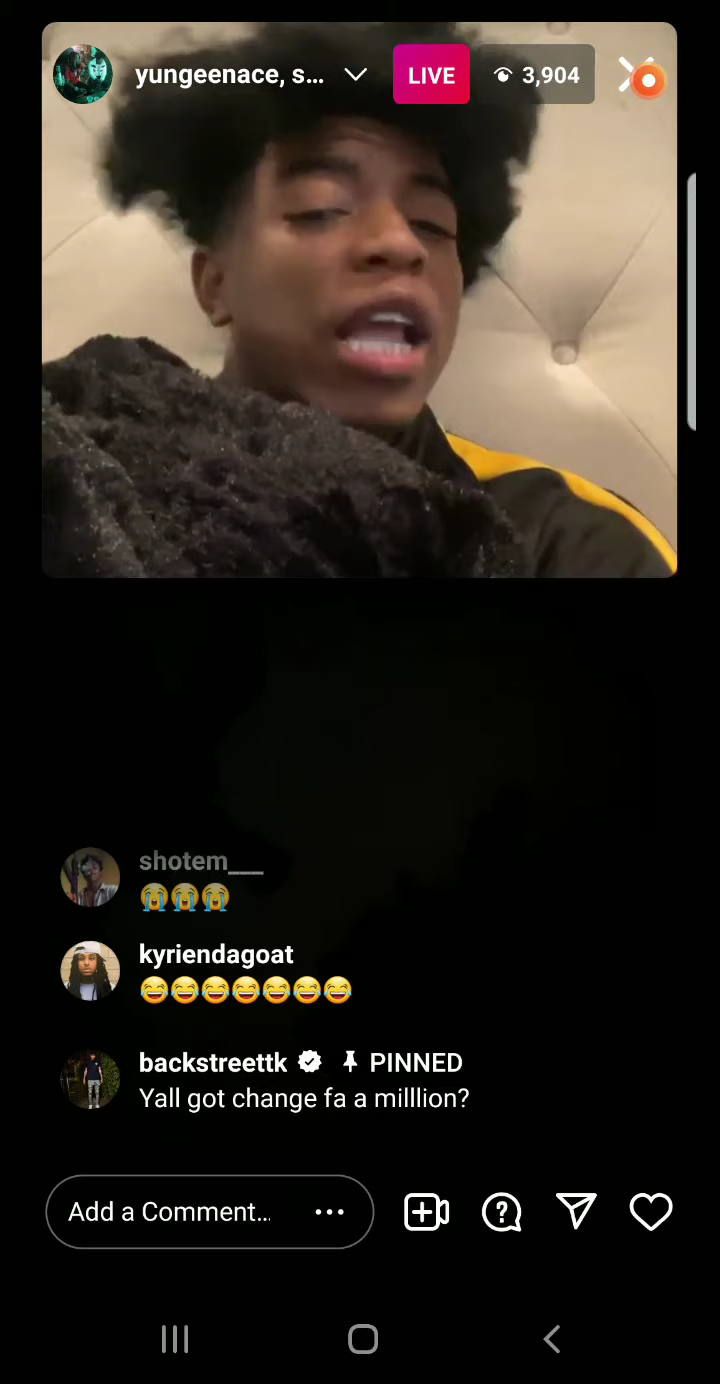 yungeenace, s...
LIVE
3,904
shotem___
😭😭😭
kyriendagoat
😂😂😂😂😂😂😂
backstreettk PINNED
Yall got change fa a milllion?
Add a Comment...